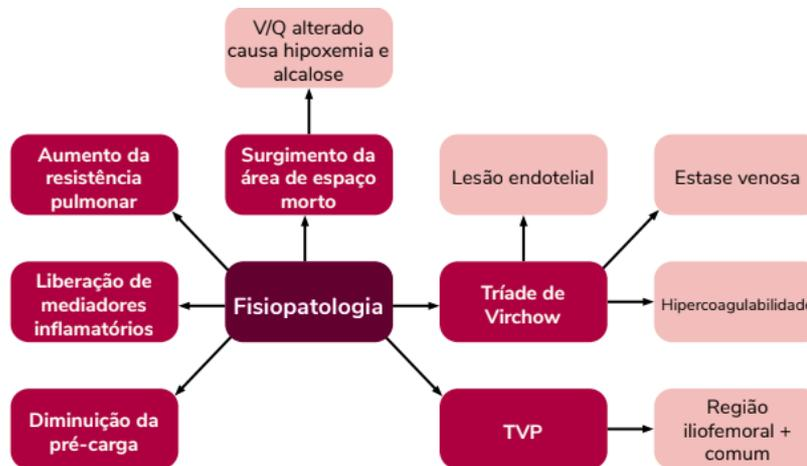 V/Q alterado
causa hipoxemia e
alcalose
Aumento da
resistência
pulmonar
Surgimento da
área de espaço
morto
Lesão endotelial
Estase venosa
Liberação de
mediadores
inflamatórios
Fisiopatologia
Tríade de
Virchow
Hipercoagulabilidade
Diminuição da
pré-carga
TVP
Região
iliofemoral +
comum